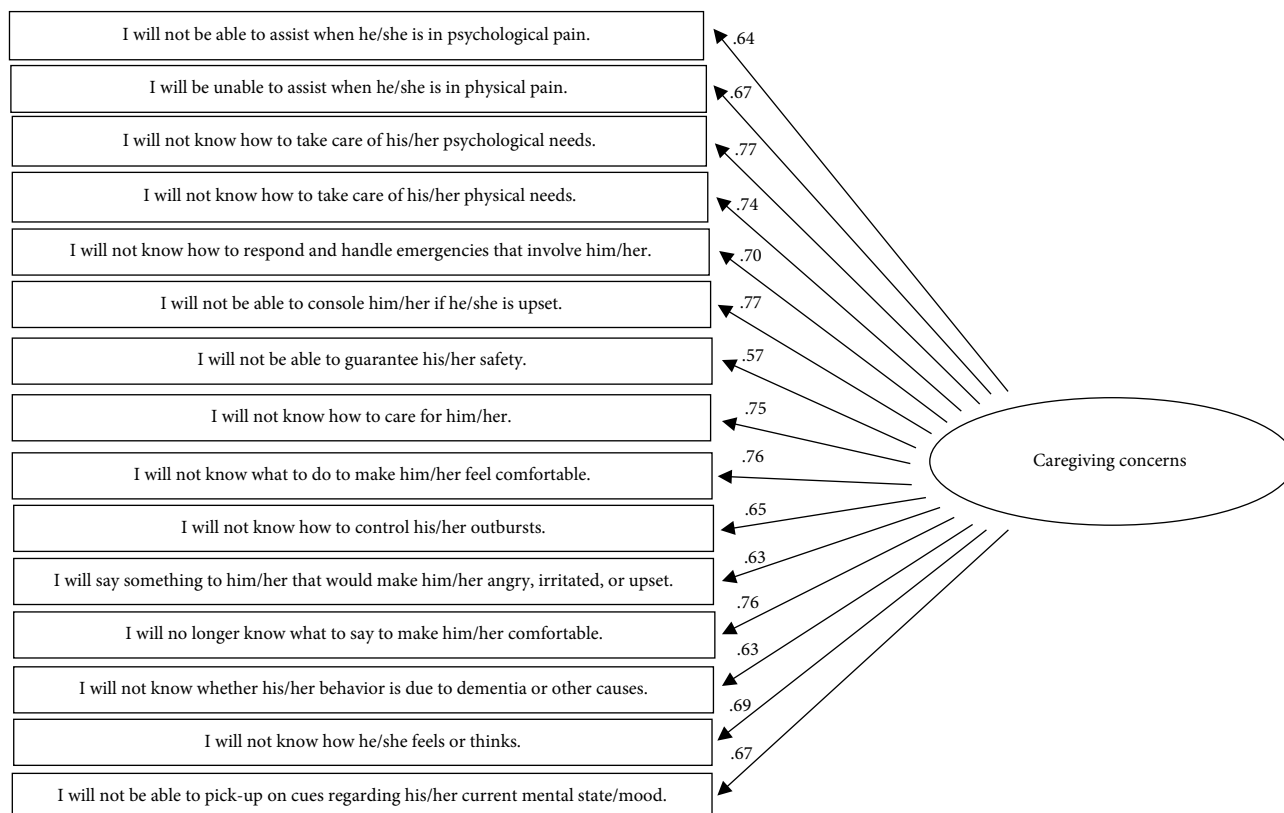 I will not be able to assist when he/she is in psychological pain.
.64
I will be unable to assist when he/she is in physical pain.
.67
I will not know how to take care of his/her psychological needs.
.77
I will not know how to take care of his/her physical needs.
.74
I will not know how to respond and handle emergencies that involve him/her.
.70
I will not be able to console him/her if he/she is upset.
.77
I will not be able to guarantee his/her safety.
.57
I will not know how to care for him/her.
.75
I will not know what to do to make him/her feel comfortable.
.76
Caregiving concerns
I will not know how to control his/her outbursts.
.65
I will say something to him/her that would make him/her angry, irritated, or upset.
.63
I will no longer know what to say to make him/her comfortable.
.76
I will not know whether his/her behavior is due to dementia or other causes.
.63
I will not know how he/she feels or thinks.
.69
I will not be able to pick-up on cues regarding his/her current mental state/mood.
.67